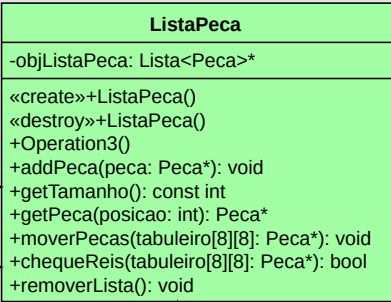 ListaPeca
-objListaPeca: Lista<Peca>*
«create»+ListaPeca()
«destroy»+ListaPeca()
+Operation3()
+addPeca(peca: Peca*): void
+getTamanho(): const int
+getPeca(posicao: int): Peca*
+moverPecas(tabuleiro[8][8]: Peca*): void
+chequeReis(tabuleiro[8][8]: Peca*): bool
+removerLista(): void